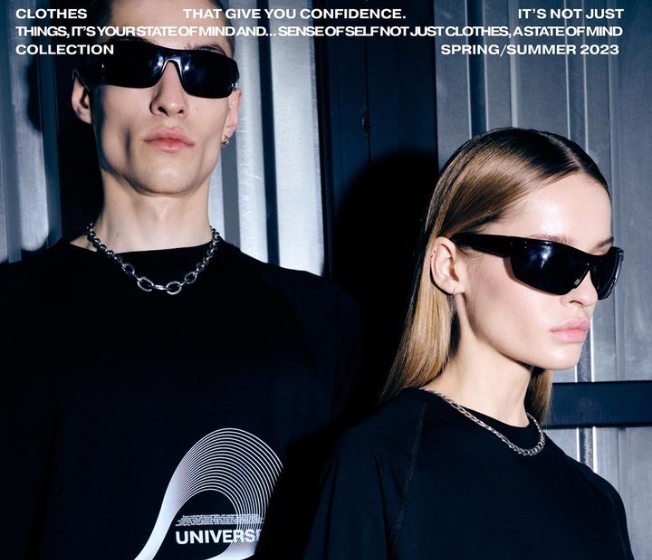 CLOTHES THAT GIVE YOU CONFIDENCE. IT'S NOT JUST
THINGS, IT'S YOUR STATE OF MIND AND... SENSE OF SELF NOT JUST CLOTHES, A STATE OF MIND
COLLECTION SPRING/SUMMER 2023
UNIVERS